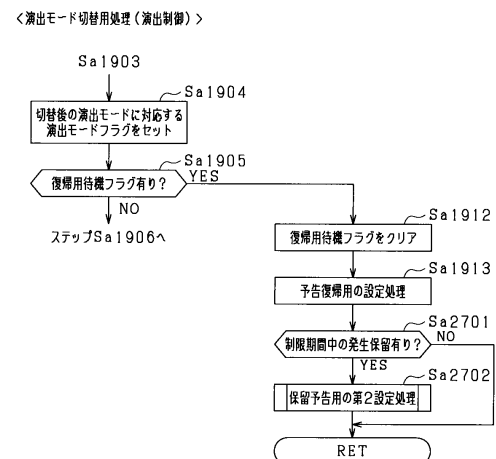 <演出モード切替用処理(演出制御)>
Sa1903
Sa1904
切替後の演出モードに対応する
演出モードフラグをセット
Sa1905
復帰用待機フラグ有り?
YES
NO
ステップSa1906へ
Sa1912
復帰用待機フラグをクリア
Sa1913
予告復帰用の設定処理
Sa2701
制限期間中の発生保留有り?
NO
YES
Sa2702
保留予告用の第2設定処理
RET